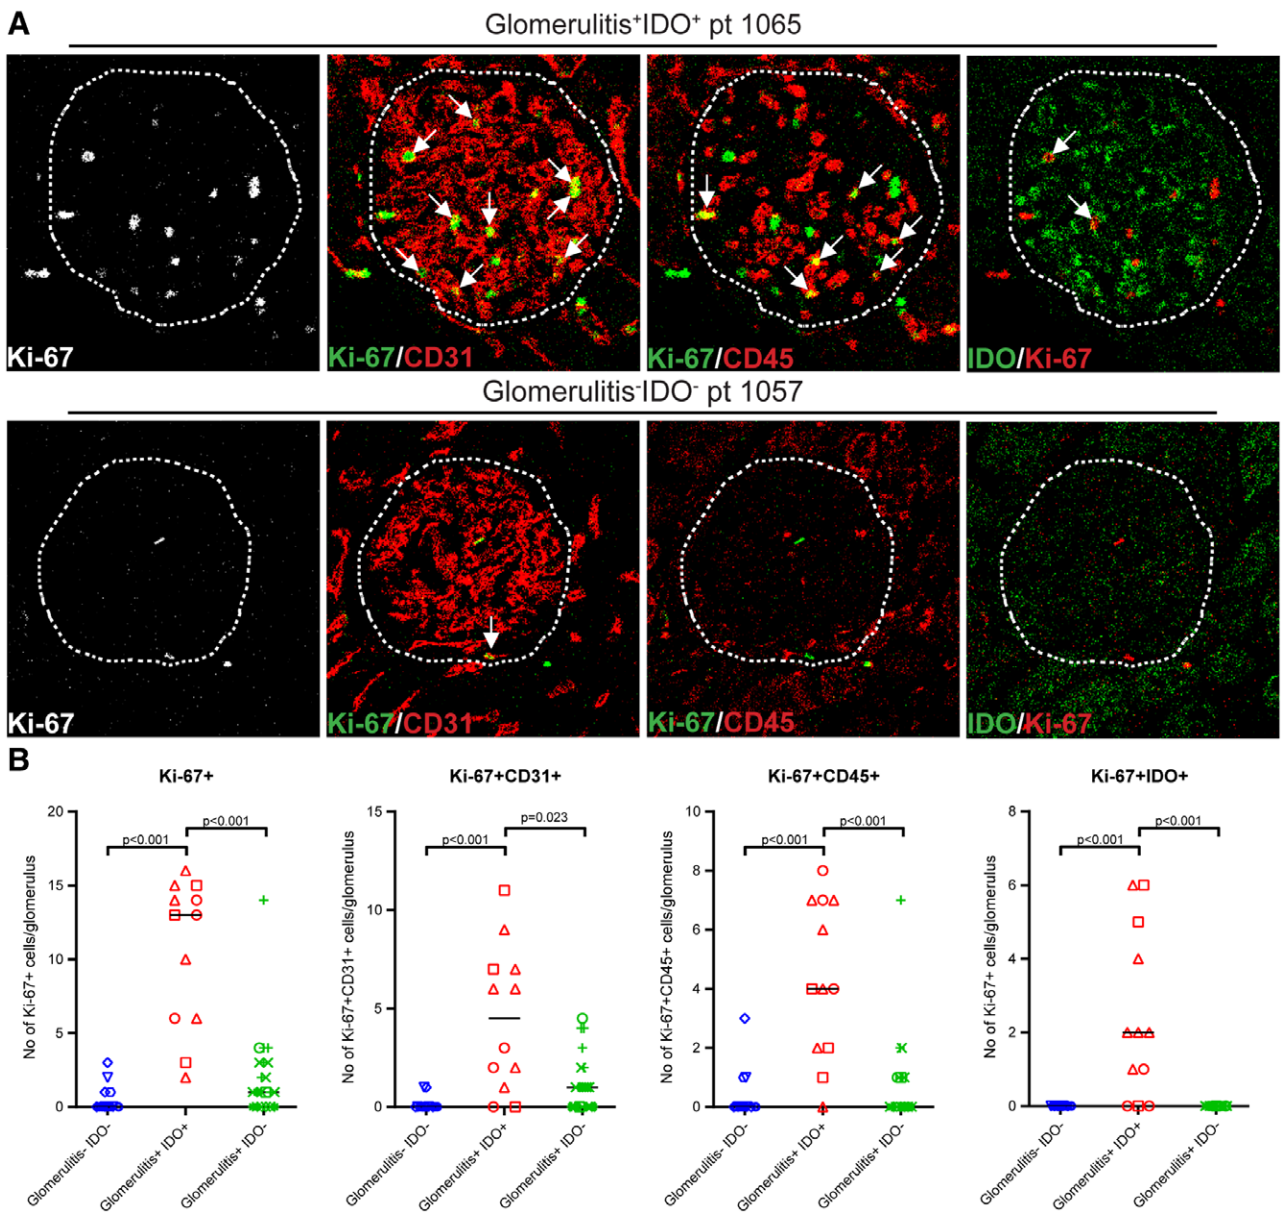 A
Glomerulitis⁺IDO⁺ pt 1065
Ki-67
Ki-67/CD31
Ki-67/CD45
IDO/Ki-67
Glomerulitis⁻IDO⁻ pt 1057
Ki-67
Ki-67/CD31
Ki-67/CD45
IDO/Ki-67
B
Ki-67+
No of Ki-67+ cells/glomerulus
20
15
10
5
0
p<0.001
p<0.001
Glomerulitis- IDO-
Glomerulitis+ IDO+
Glomerulitis+ IDO-
Ki-67+CD31+
No of Ki-67+CD31+ cells/glomerulus
15
10
5
0
p<0.001
p=0.023
Glomerulitis- IDO-
Glomerulitis+ IDO+
Glomerulitis+ IDO-
Ki-67+CD45+
No of Ki-67+CD45+ cells/glomerulus
10
8
6
4
2
0
p<0.001
p<0.001
Glomerulitis- IDO-
Glomerulitis+ IDO+
Glomerulitis+ IDO-
Ki-67+IDO+
No of Ki-67+ cells/glomerulus
8
6
4
2
0
p<0.001
p<0.001
Glomerulitis- IDO-
Glomerulitis+ IDO+
Glomerulitis+ IDO-